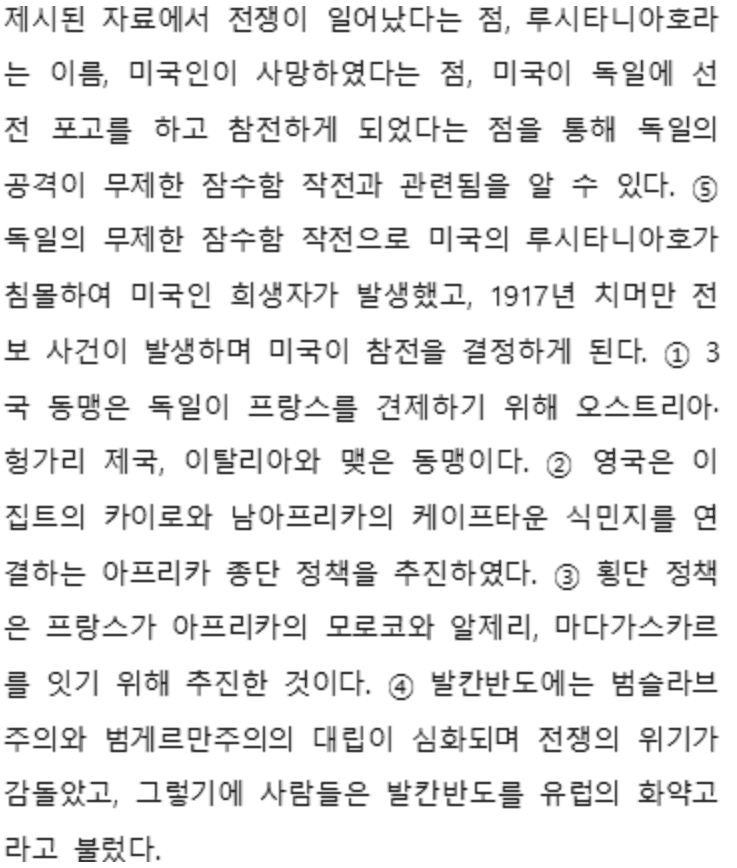 제시된 자료에서 전쟁이 일어났다는 점, 루시타니아호라
는 이름, 미국인이 사망하였다는 점, 미국이 독일에 선
전 포고를 하고 참전하게 되었다는 점을 통해 독일의
공격이 무제한 잠수함 작전과 관련됨을 알 수 있다. ⑤
독일의 무제한 잠수함 작전으로 미국의 루시타니아호가
침몰하여 미국인 희생자가 발생했고, 1917년 치머만 전
보 사건이 발생하며 미국이 참전을 결정하게 된다. ① 3
국 동맹은 독일이 프랑스를 견제하기 위해 오스트리아·
헝가리 제국, 이탈리아와 맺은 동맹이다. ② 영국은 이
집트의 카이로와 남아프리카의 케이프타운 식민지를 연
결하는 아프리카 종단 정책을 추진하였다. ③ 횡단 정책
은 프랑스가 아프리카의 모로코와 알제리, 마다가스카르
를 잇기 위해 추진한 것이다. ④ 발칸반도에는 범슬라브
주의와 범게르만주의의 대립이 심화되며 전쟁의 위기가
감돌았고, 그렇기에 사람들은 발칸반도를 유럽의 화약고
라고 불렀다.